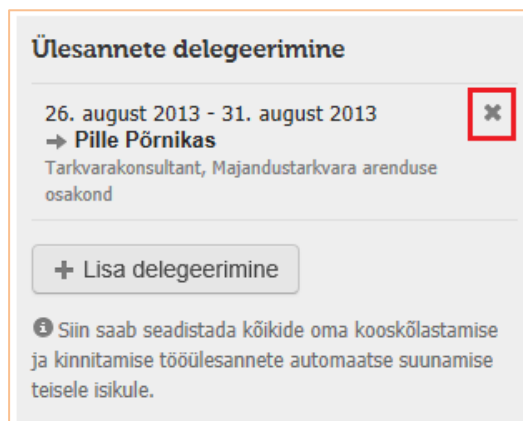 Ülesannete delegeerimine
26. august 2013 - 31. august 2013
Pille Põrnikas
Tarkvarakonsultant, Majandustarkvara arenduse
osakond
Lisa delegeerimine
Siin saab seadistada kõikide oma kooskõlastamise
ja kinnitamise tööülesannete automaatse suunamise
teisele isikule.